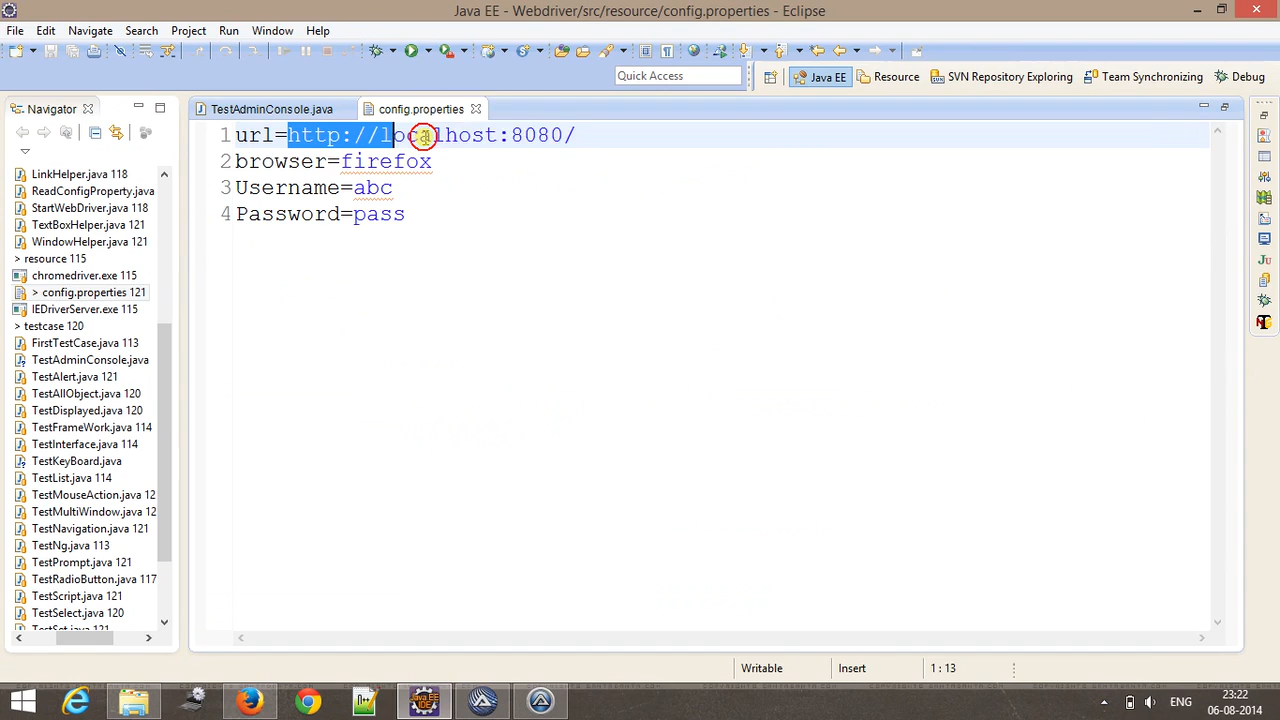 Java EE - Webdriver/src/resource/config.properties - Eclipse
File Edit Navigate Search Project Run Window Help
Quick Access
Java EE Resource SVN Repository Exploring Team Synchronizing Debug
Navigator
TestAdminConsole.java config.properties
LinkHelper.java 118
ReadConfigProperty.java
StartWebDriver.java 118
TextBoxHelper.java 121
WindowHelper.java 121
> resource 115
chromedriver.exe 115
> config.properties 121
IEDriverServer.exe 115
> testcase 120
FirstTestCase.java 113
TestAdminConsole.java
TestAlert.java 121
TestAllObject.java 120
TestDisplayed.java 120
TestFrameWork.java 114
TestInterface.java 114
TestKeyBoard.java
TestList.java 114
TestMouseAction.java 12
TestMultiWindow.java 12
TestNavigation.java 121
TestNg.java 113
TestPrompt.java 121
TestRadioButton.java 117
TestScript.java 121
TestSelect.java 120
1 url=http://localhost:8080/
2 browser=firefox
3 Username=abc
4 Password=pass
Writable Insert 1 : 13
ENG 23:22
06-08-2014